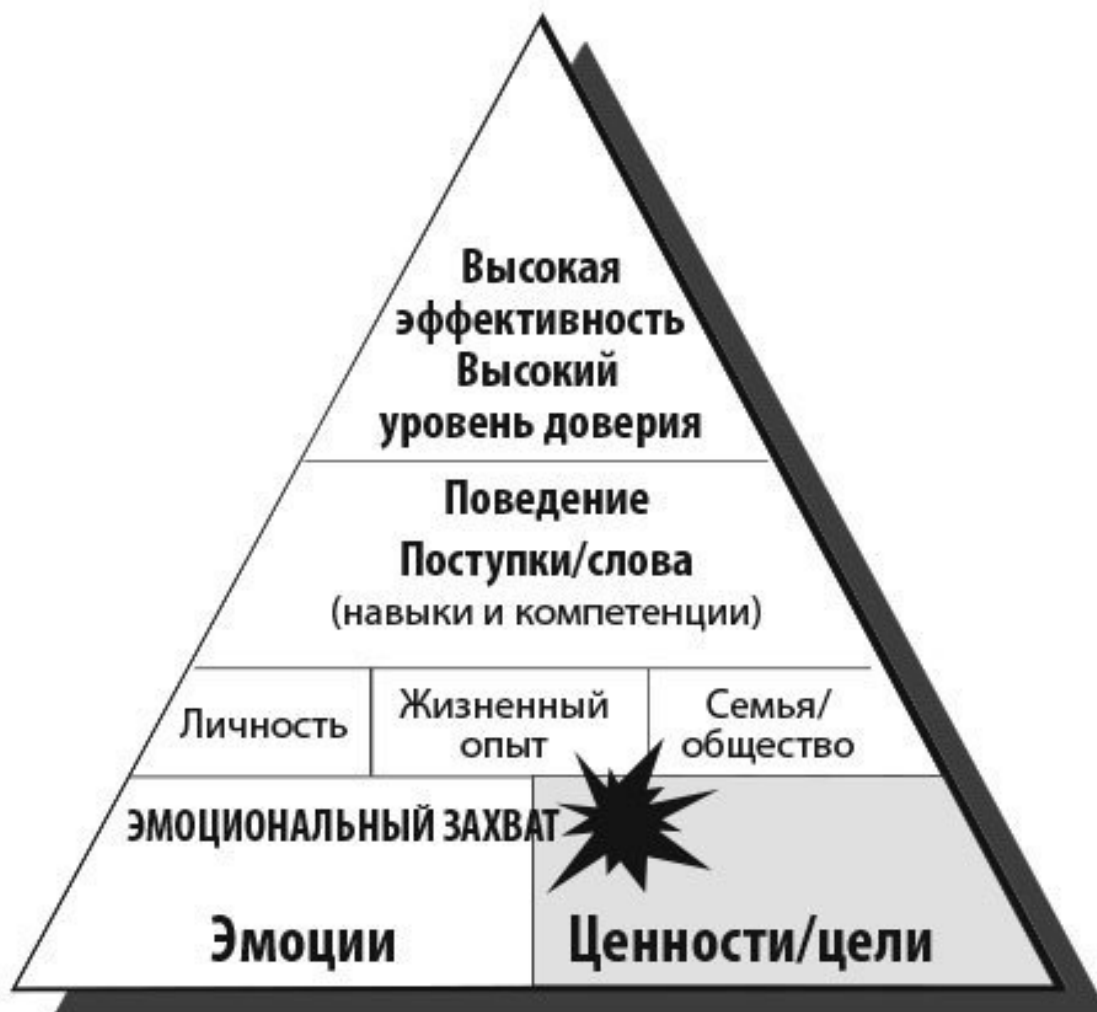 Высокая
эффективность
Высокий
уровень доверия
Поведение
Поступки/слова
(навыки и компетенции)
Личность
Жизненный
опыт
Семья/
общество
ЭМОЦИОНАЛЬНЫЙ ЗАХВАТ
Эмоции
Ценности/цели